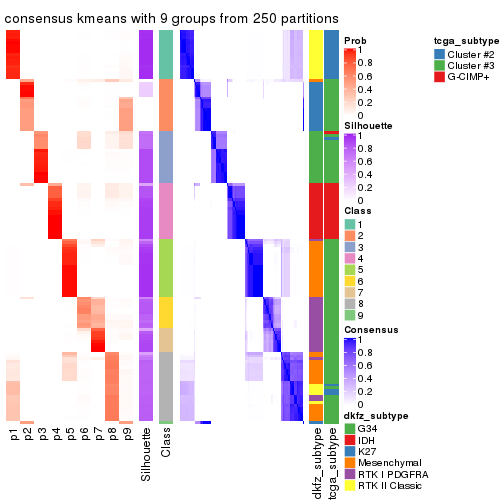 consensus kmeans with 9 groups from 250 partitions
Prob
1
0.8
0.6
0.4
0.2
0
Silhouette
1
0.8
0.6
0.4
0.2
0
Class
1
2
3
4
5
6
7
8
9
Consensus
1
0.8
0.6
0.4
0.2
0
dkfz_subtype
G34
IDH
K27
Mesenchymal
RTK I PDGFRA
RTK II Classic
tcga_subtype
Cluster #2
Cluster #3
G-CIMP+
p1
p2
p3
p4
p5
p6
p7
p8
p9
Silhouette
Class
dkfz_subtype
tcga_subtype